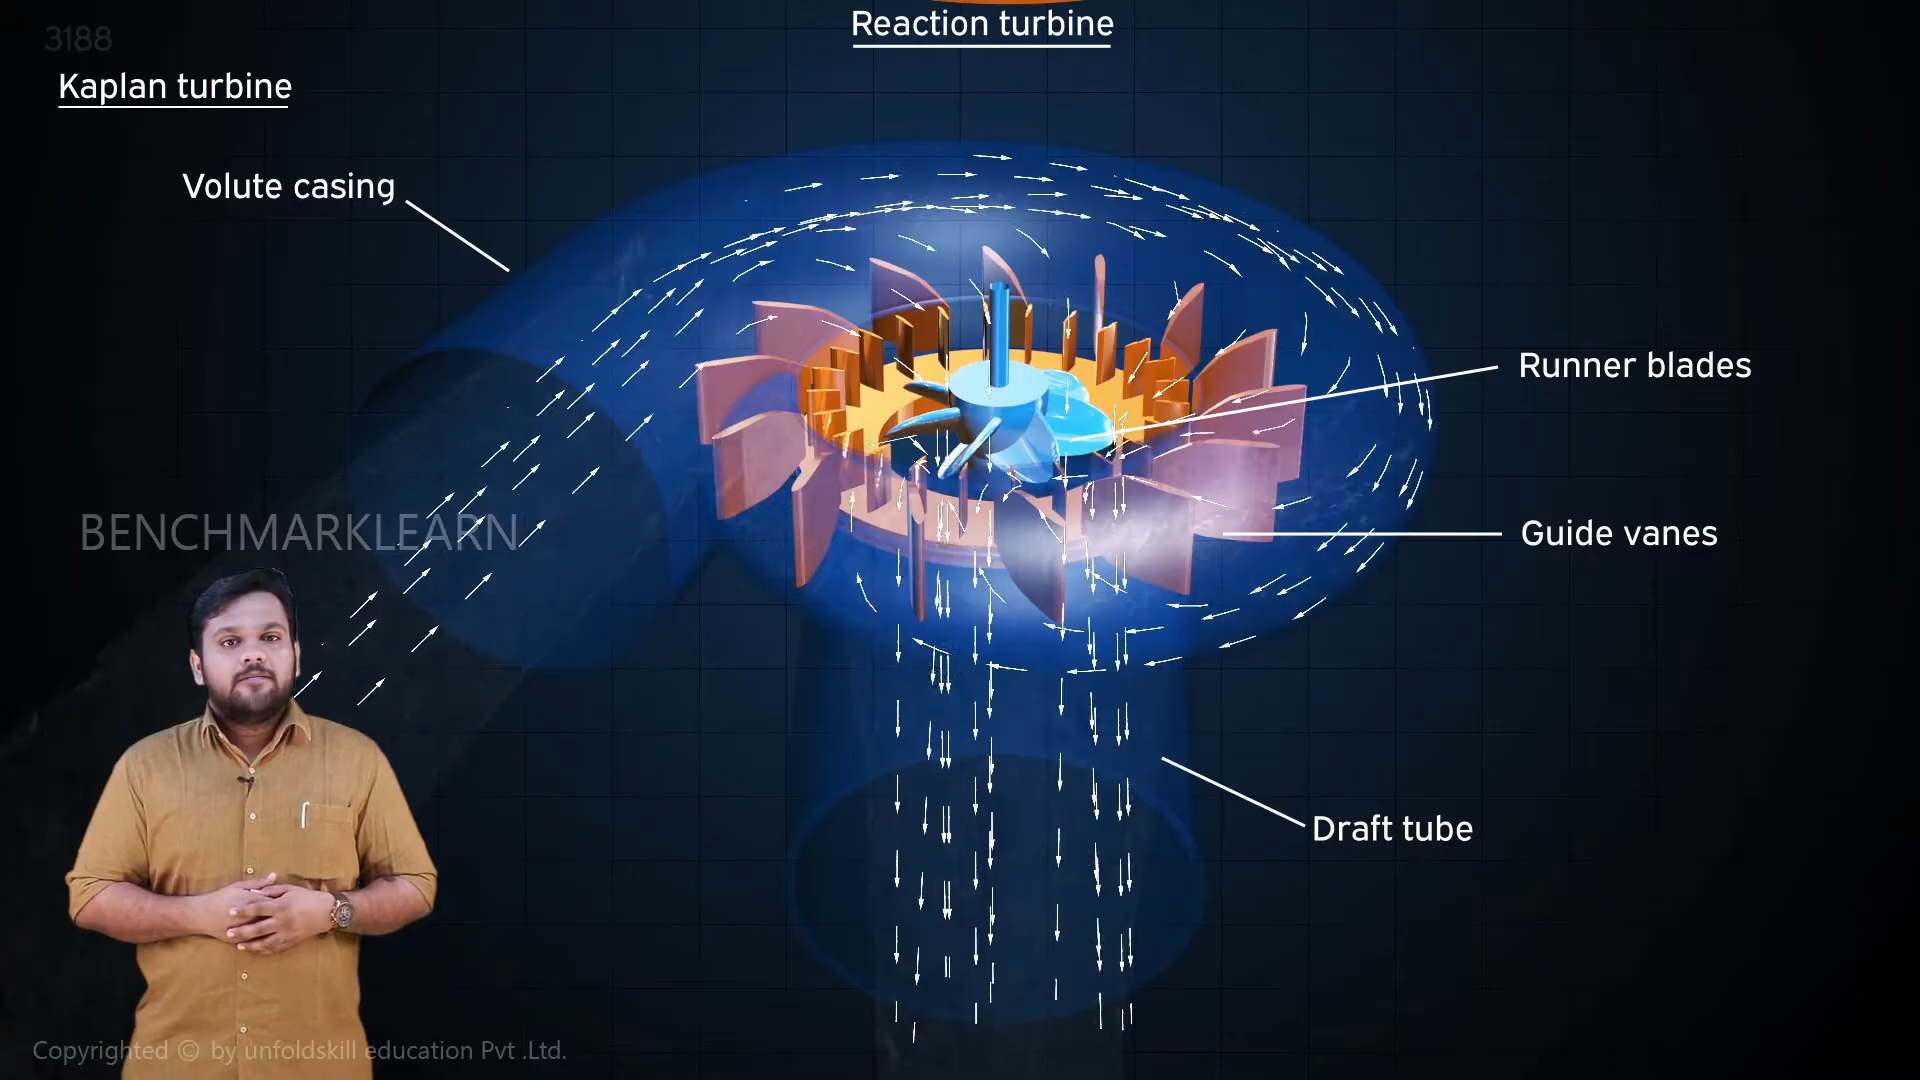 3188
Reaction turbine
Kaplan turbine
Volute casing
Runner blades
BENCHMARKLEARN
Guide vanes
Draft tube
Copyrighted © by unfoldskill education Pvt .Ltd.